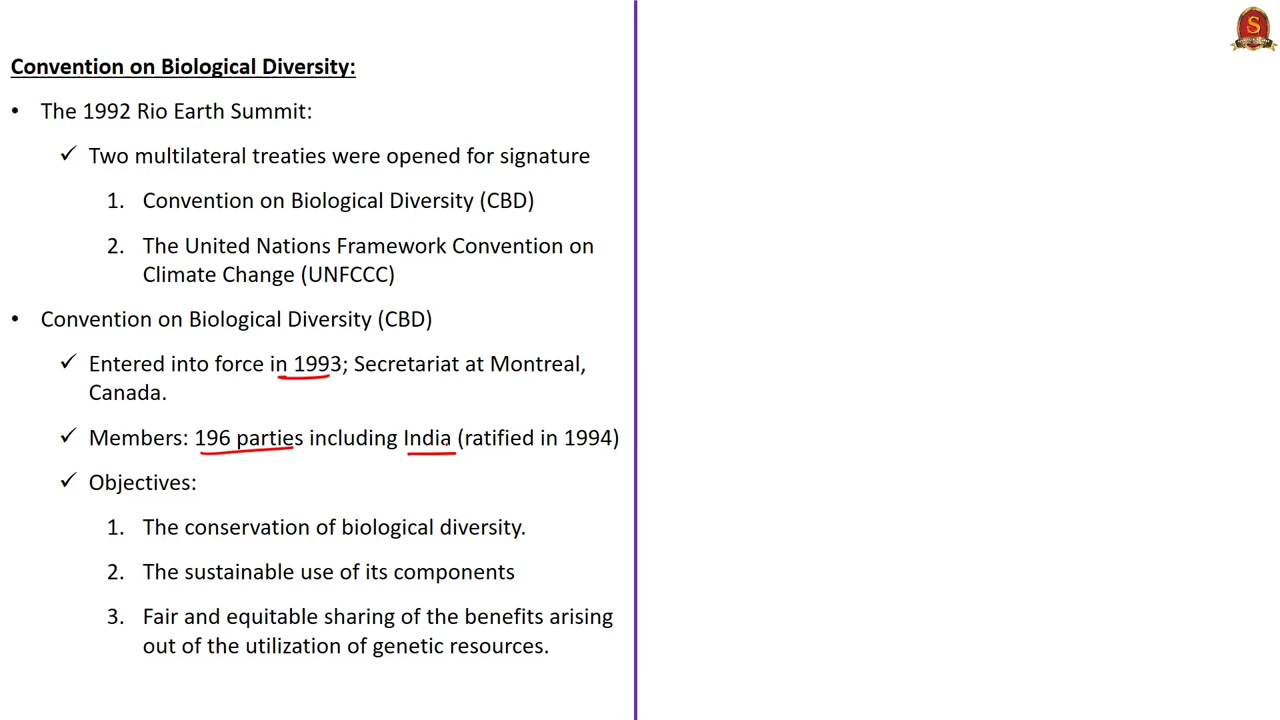 Convention on Biological Diversity:
• The 1992 Rio Earth Summit:
✓ Two multilateral treaties were opened for signature
1. Convention on Biological Diversity (CBD)
2. The United Nations Framework Convention on
Climate Change (UNFCCC)
• Convention on Biological Diversity (CBD)
✓ Entered into force in 1993; Secretariat at Montreal,
Canada.
✓ Members: 196 parties including India (ratified in 1994)
✓ Objectives:
1. The conservation of biological diversity.
2. The sustainable use of its components
3. Fair and equitable sharing of the benefits arising
out of the utilization of genetic resources.
S